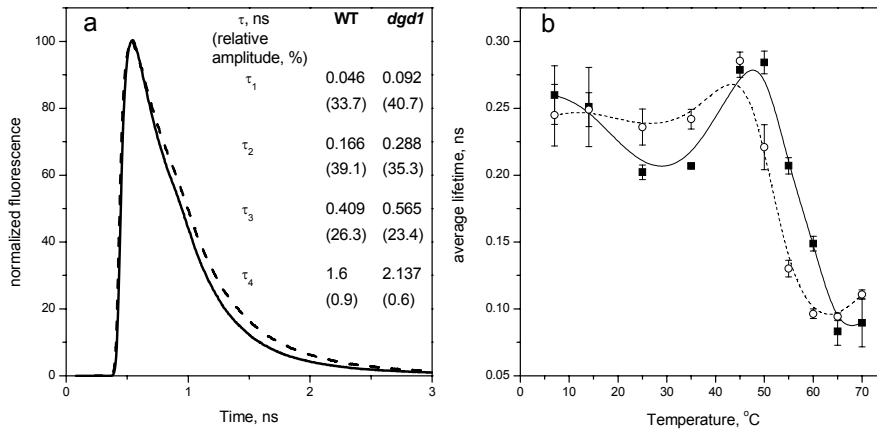 a
τ, ns WT dgd1
(relative
amplitude, %)
τ1 0.046 0.092
(33.7) (40.7)
τ2 0.166 0.288
(39.1) (35.3)
τ3 0.409 0.565
(26.3) (23.4)
τ4 1.6 2.137
(0.9) (0.6)
normalized fluorescence
100
80
60
40
20
0
0 1 2 3
Time, ns
b
average lifetime, ns
0.30
0.25
0.20
0.15
0.10
0.05
0 10 20 30 40 50 60 70
Temperature, °C